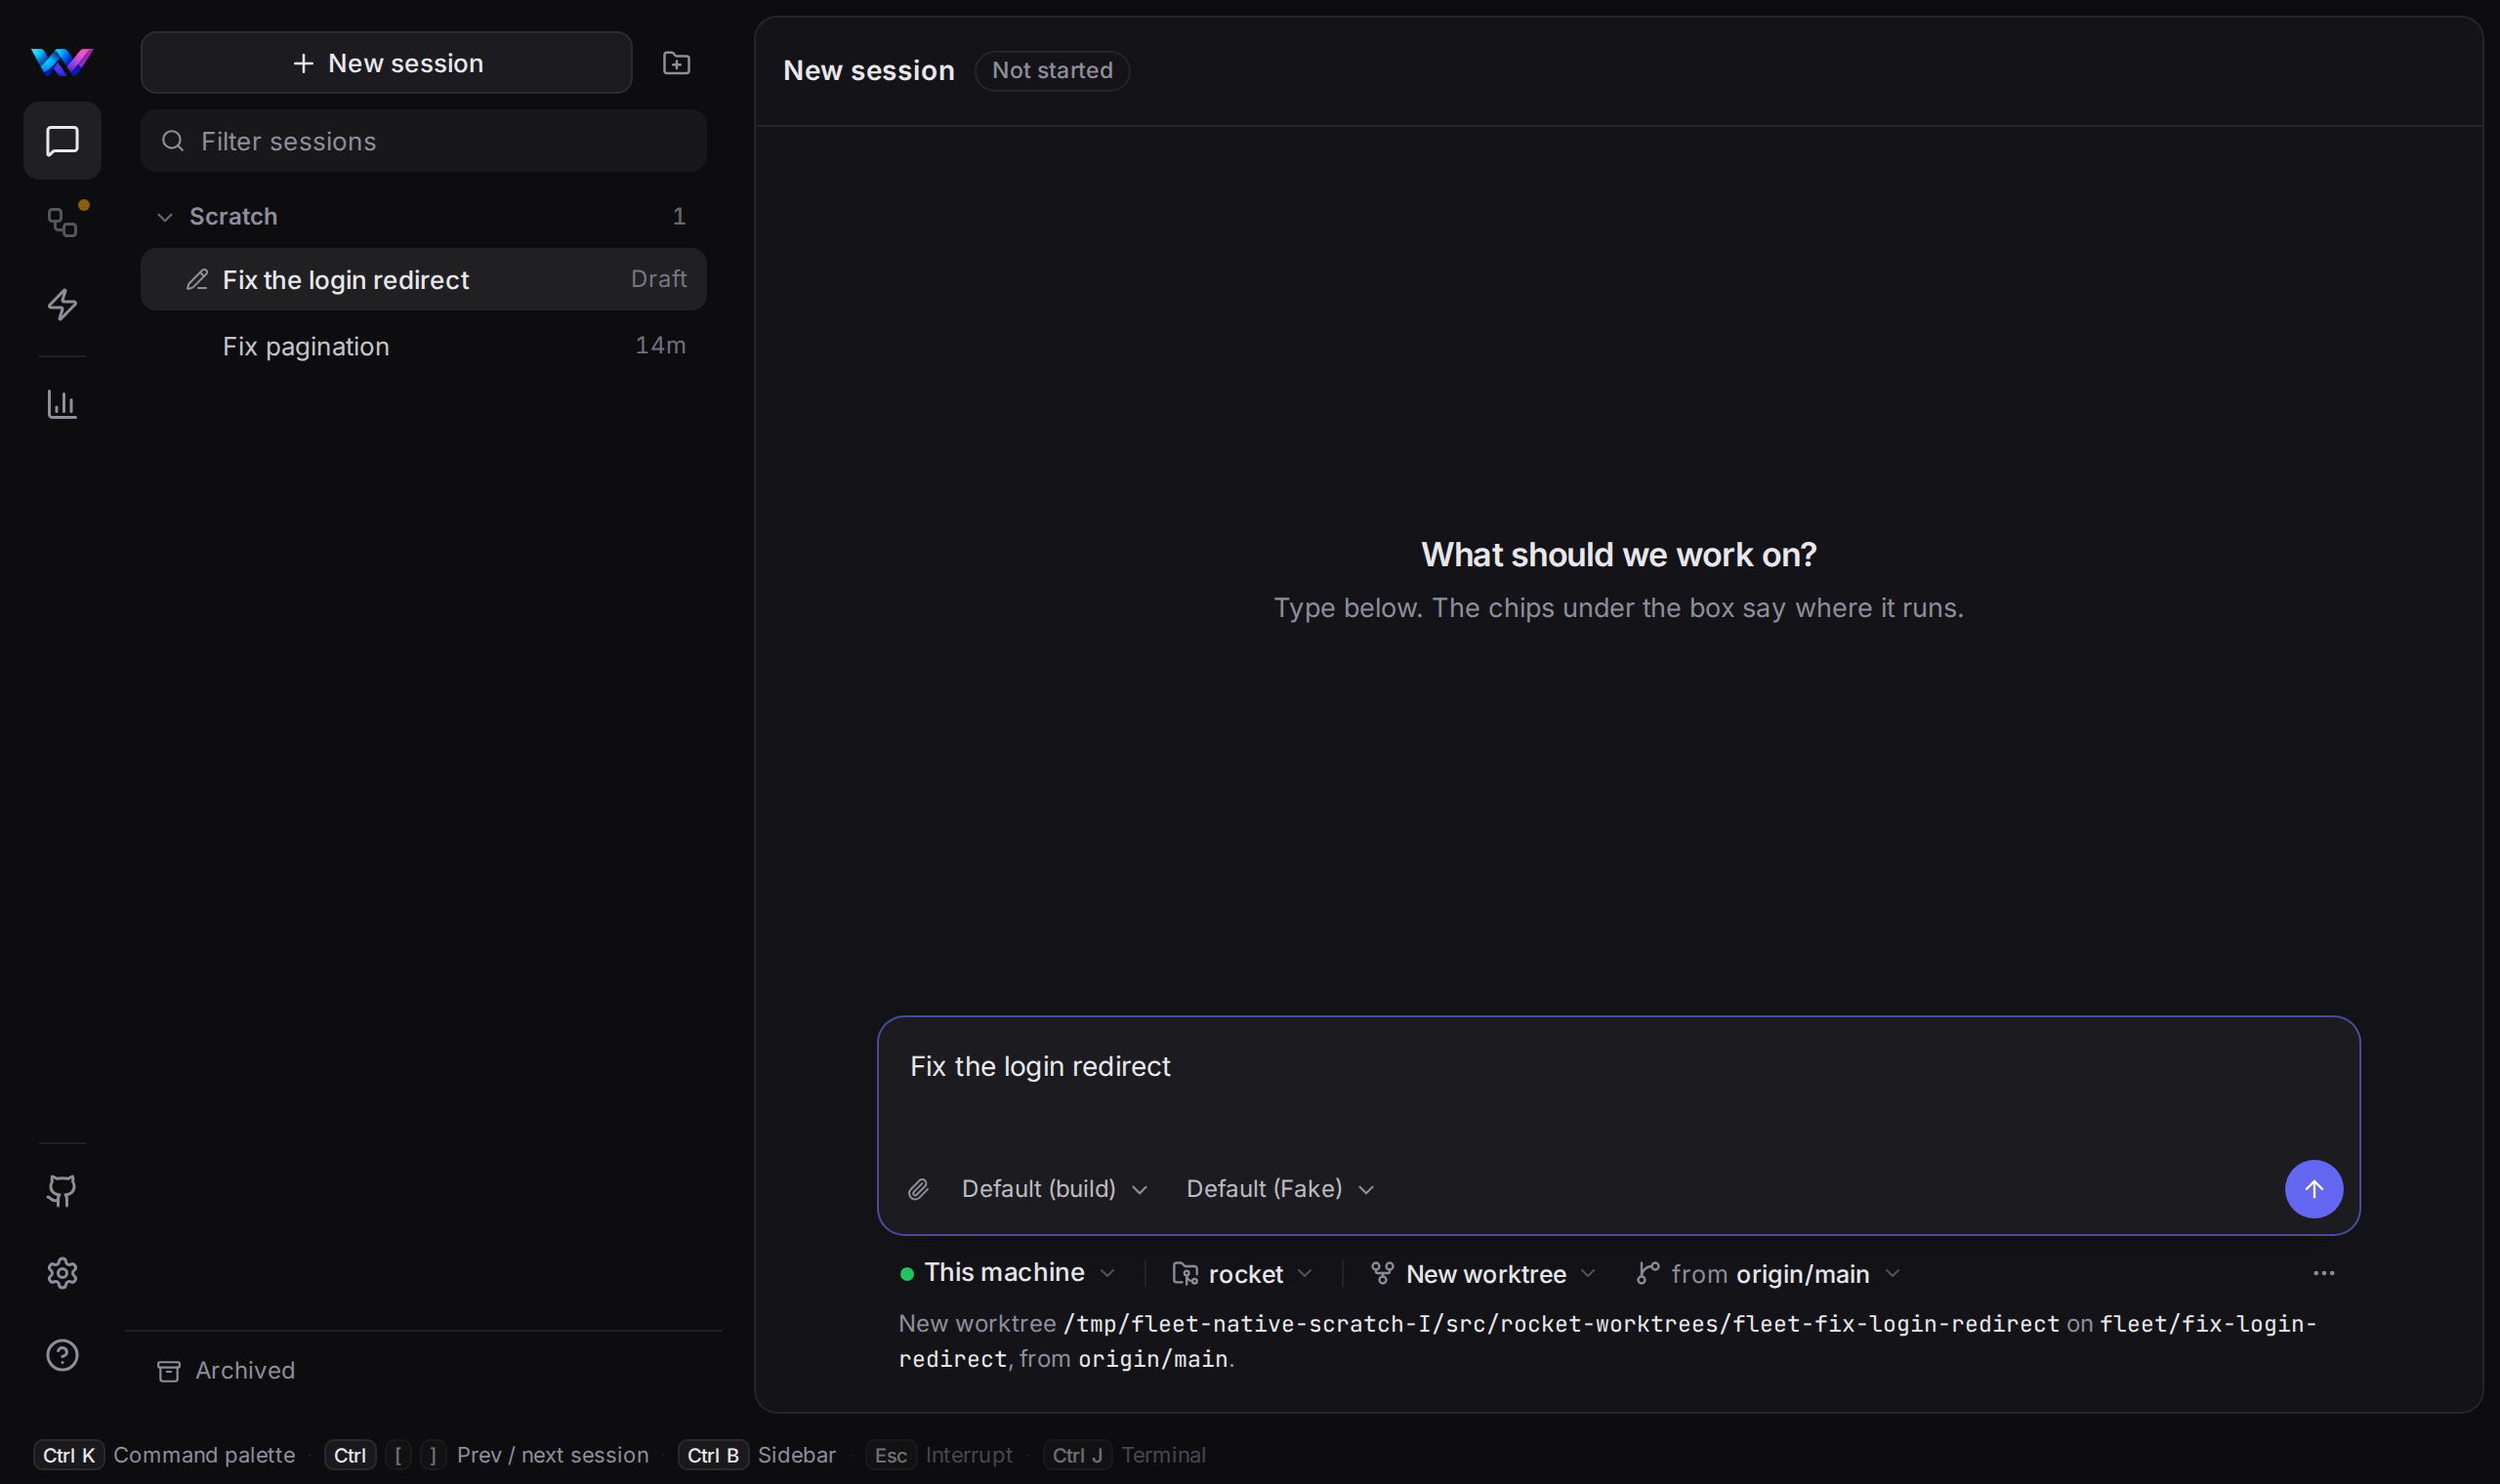 New session
Filter sessions
Scratch 1
Fix the login redirect Draft
Fix pagination 14m
Archived
New session Not started
What should we work on?
Type below. The chips under the box say where it runs.
Fix the login redirect
Default (build) Default (Fake)
This machine rocket New worktree from origin/main
New worktree /tmp/fleet-native-scratch-I/src/rocket-worktrees/fleet-fix-login-redirect on fleet/fix-login-
redirect, from origin/main.
Ctrl K Command palette · Ctrl [ ] Prev / next session · Ctrl B Sidebar · Esc Interrupt · Ctrl J Terminal